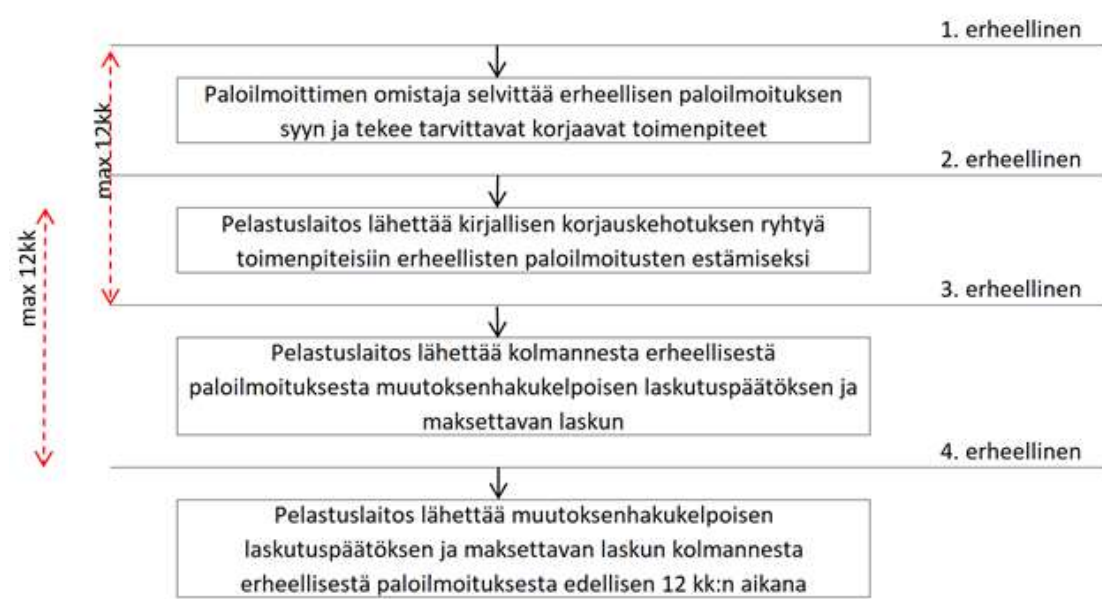 1. erheellinen
max 12kk
Paloilmoittimen omistaja selvittää erheellisen paloilmoituksen
syyn ja tekee tarvittavat korjaavat toimenpiteet
2. erheellinen
max 12kk
Pelastuslaitos lähettää kirjallisen korjauskehotuksen ryhtyä
toimenpiteisiin erheellisten paloilmoitusten estämiseksi
3. erheellinen
Pelastuslaitos lähettää kolmannesta erheellisestä
paloilmoituksesta muutoksenhakukelpoisen laskutuspäätöksen ja
maksettavan laskun
4. erheellinen
Pelastuslaitos lähettää muutoksenhakukelpoisen
laskutuspäätöksen ja maksettavan laskun kolmannesta
erheellisestä paloilmoituksesta edellisen 12 kk:n aikana